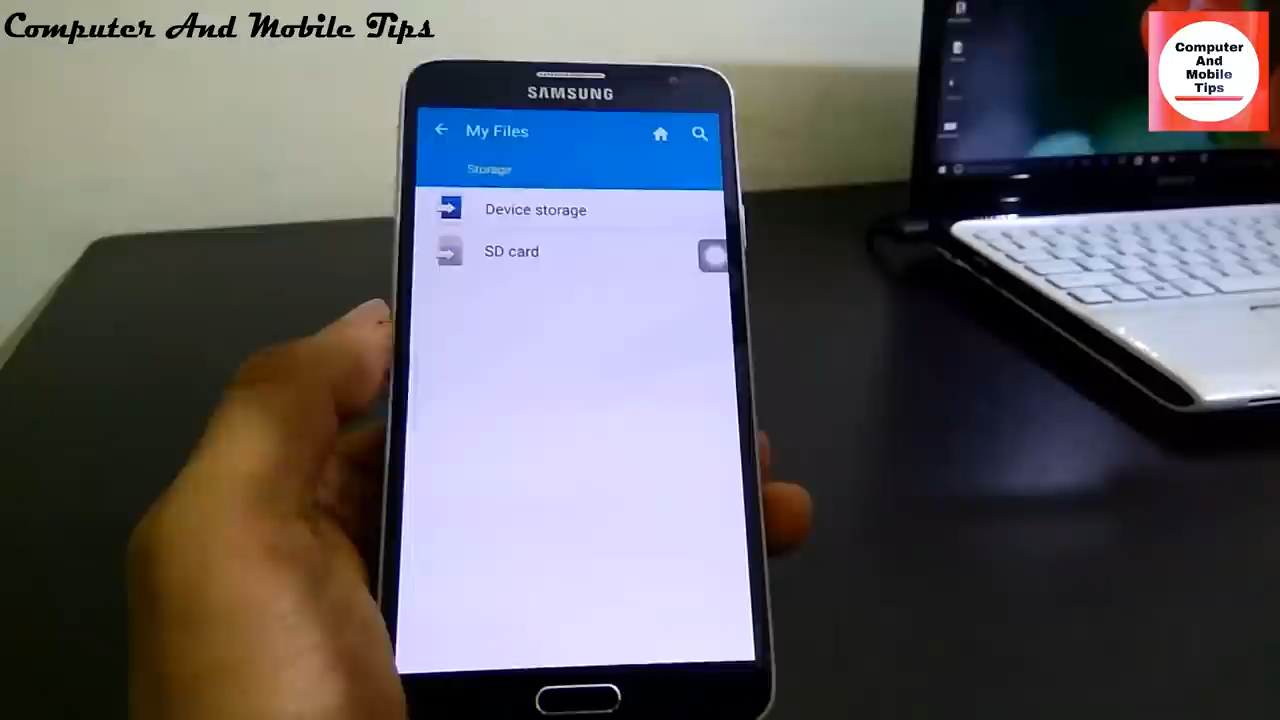 Computer And Mobile Tips
Computer
And
Mobile
Tips
SAMSUNG
My Files
Storage
Device storage
SD card